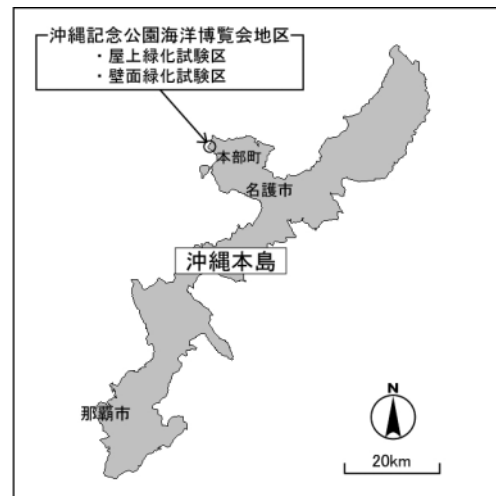 沖縄記念公園海洋博覧会地区
・屋上緑化試験区
・壁面緑化試験区
本部町
名護市
沖縄本島
那覇市
N
20km